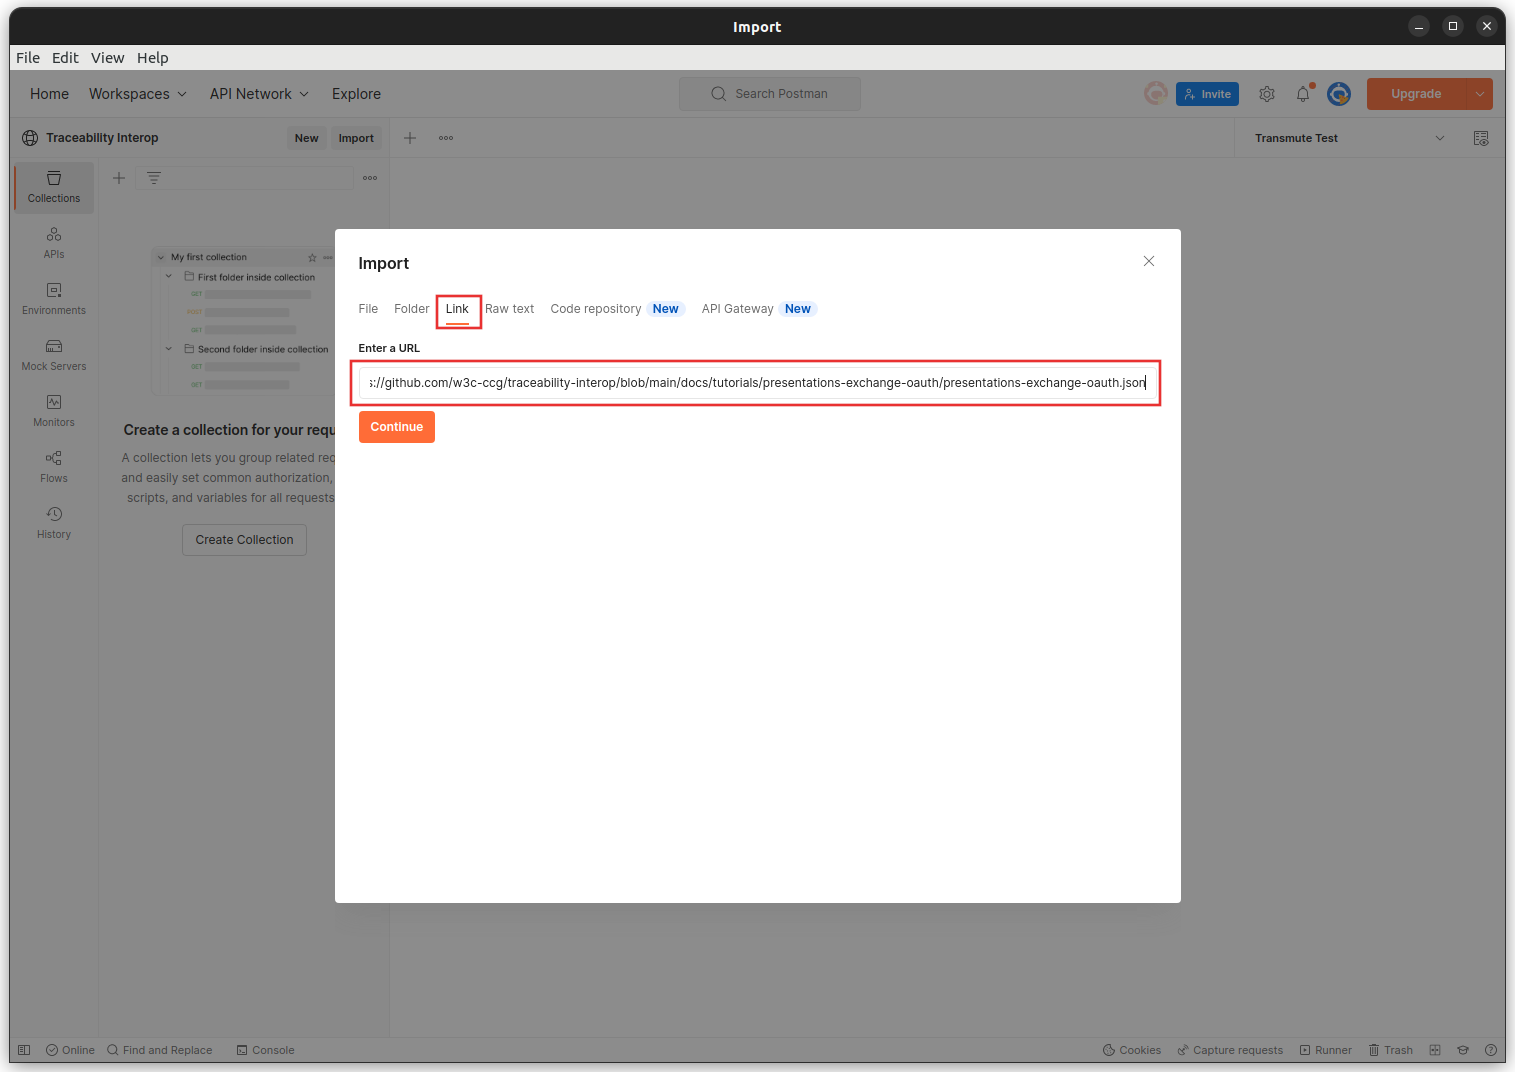 Import
File Edit View Help
Home Workspaces API Network Explore Search Postman Invite Upgrade
Traceability Interop New Import Transmute Test
Collections
APIs
Environments
Mock Servers
Monitors
Flows
History
My first collection
First folder inside collection
GET
POST
GET
Second folder inside collection
GET
GET
Create a collection for your requ
A collection lets you group related rec
and easily set common authorization,
scripts, and variables for all requests
Create Collection
Import
File Folder Link Raw text Code repository New API Gateway New
Enter a URL
s://github.com/w3c-ccg/traceability-interop/blob/main/docs/tutorials/presentations-exchange-oauth/presentations-exchange-oauth.json
Continue
Online Find and Replace Console Cookies Capture requests Runner Trash